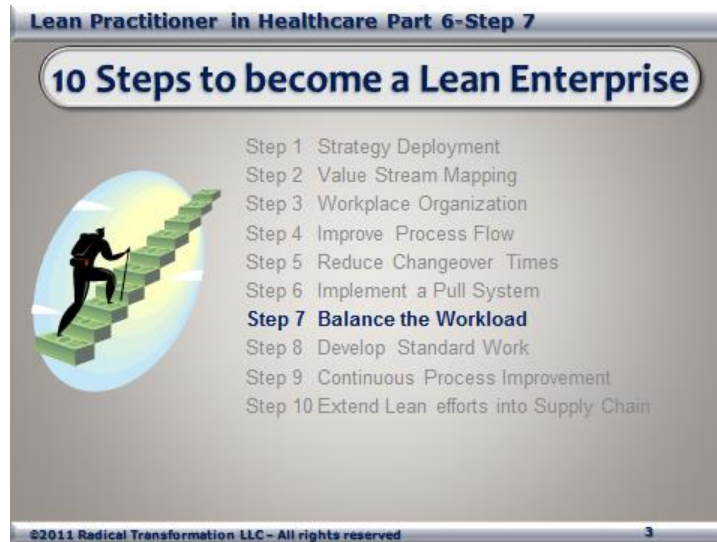 Lean Practitioner in Healthcare Part 6-Step 7
10 Steps to become a Lean Enterprise
Step 1 Strategy Deployment
Step 2 Value Stream Mapping
Step 3 Workplace Organization
Step 4 Improve Process Flow
Step 5 Reduce Changeover Times
Step 6 Implement a Pull System
Step 7 Balance the Workload
Step 8 Develop Standard Work
Step 9 Continuous Process Improvement
Step 10 Extend Lean efforts into Supply Chain
©2011 Radical Transformation LLC – All rights reserved 3